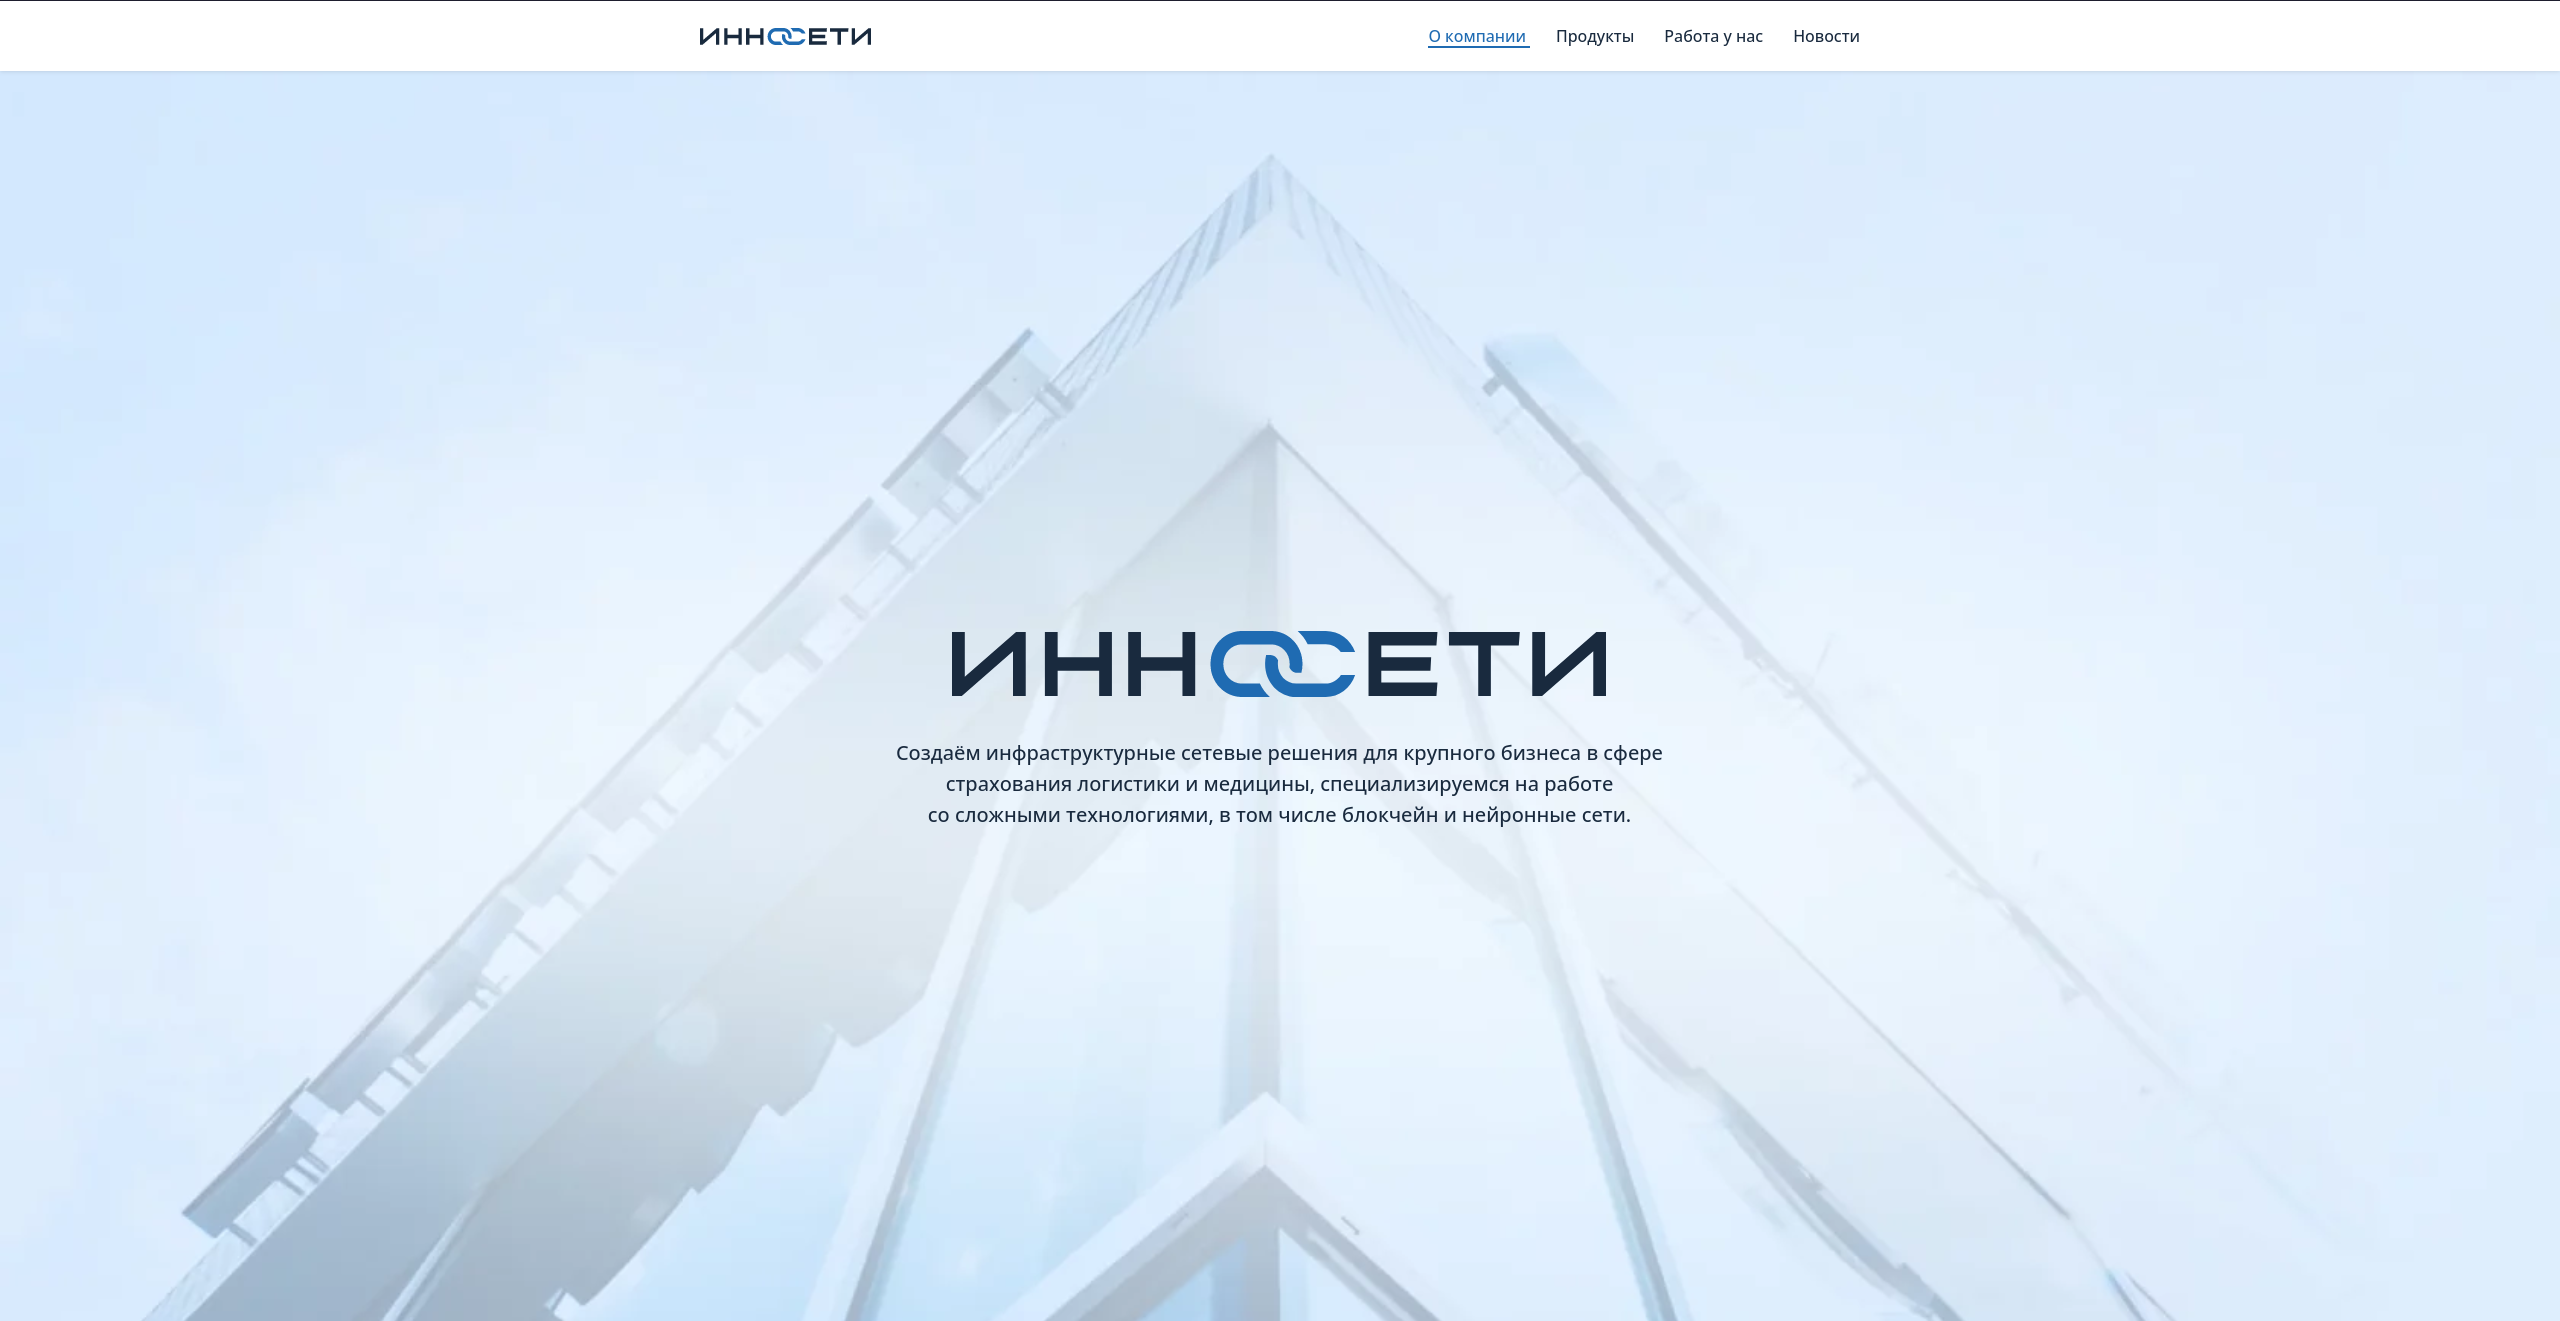 ИННОСЕТИ
О компании Продукты Работа у нас Новости
ИННОСЕТИ
Создаём инфраструктурные сетевые решения для крупного бизнеса в сфере
страхования логистики и медицины, специализируемся на работе
со сложными технологиями, в том числе блокчейн и нейронные сети.